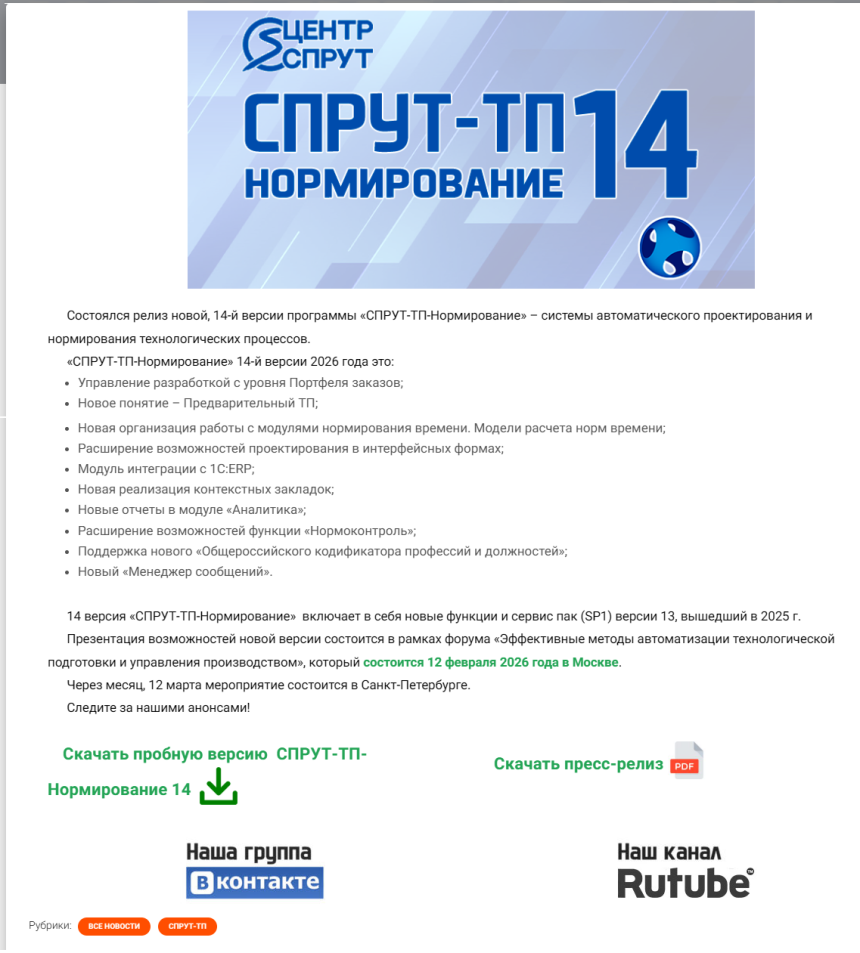 ЦЕНТР
СПРУТ
СПРУТ-ТП 14
НОРМИРОВАНИЕ
Состоялся релиз новой, 14-й версии программы «СПРУТ-ТП-Нормирование» – системы автоматического проектирования и
нормирования технологических процессов.
«СПРУТ-ТП-Нормирование» 14-й версии 2026 года это:
• Управление разработкой с уровня Портфеля заказов;
• Новое понятие – Предварительный ТП;
• Новая организация работы с модулями нормирования времени. Модели расчета норм времени;
• Расширение возможностей проектирования в интерфейсных формах;
• Модуль интеграции с 1С:ERP;
• Новая реализация контекстных закладок;
• Новые отчеты в модуле «Аналитика»;
• Расширение возможностей функции «Нормоконтроль»;
• Поддержка нового «Общероссийского кодификатора профессий и должностей»;
• Новый «Менеджер сообщений».
14 версия «СПРУТ-ТП-Нормирование» включает в себя новые функции и сервис пак (SP1) версии 13, вышедший в 2025 г.
Презентация возможностей новой версии состоится в рамках форума «Эффективные методы автоматизации технологической
подготовки и управления производством», который состоится 12 февраля 2026 года в Москве.
Через месяц, 12 марта мероприятие состоится в Санкт-Петербурге.
Следите за нашими анонсами!
Скачать пробную версию СПРУТ-ТП-
Нормирование 14
Скачать пресс-релиз PDF
Наша группа
В контакте
Наш канал
Rutube
Рубрики: ВСЕ НОВОСТИ СПРУТ-ТП